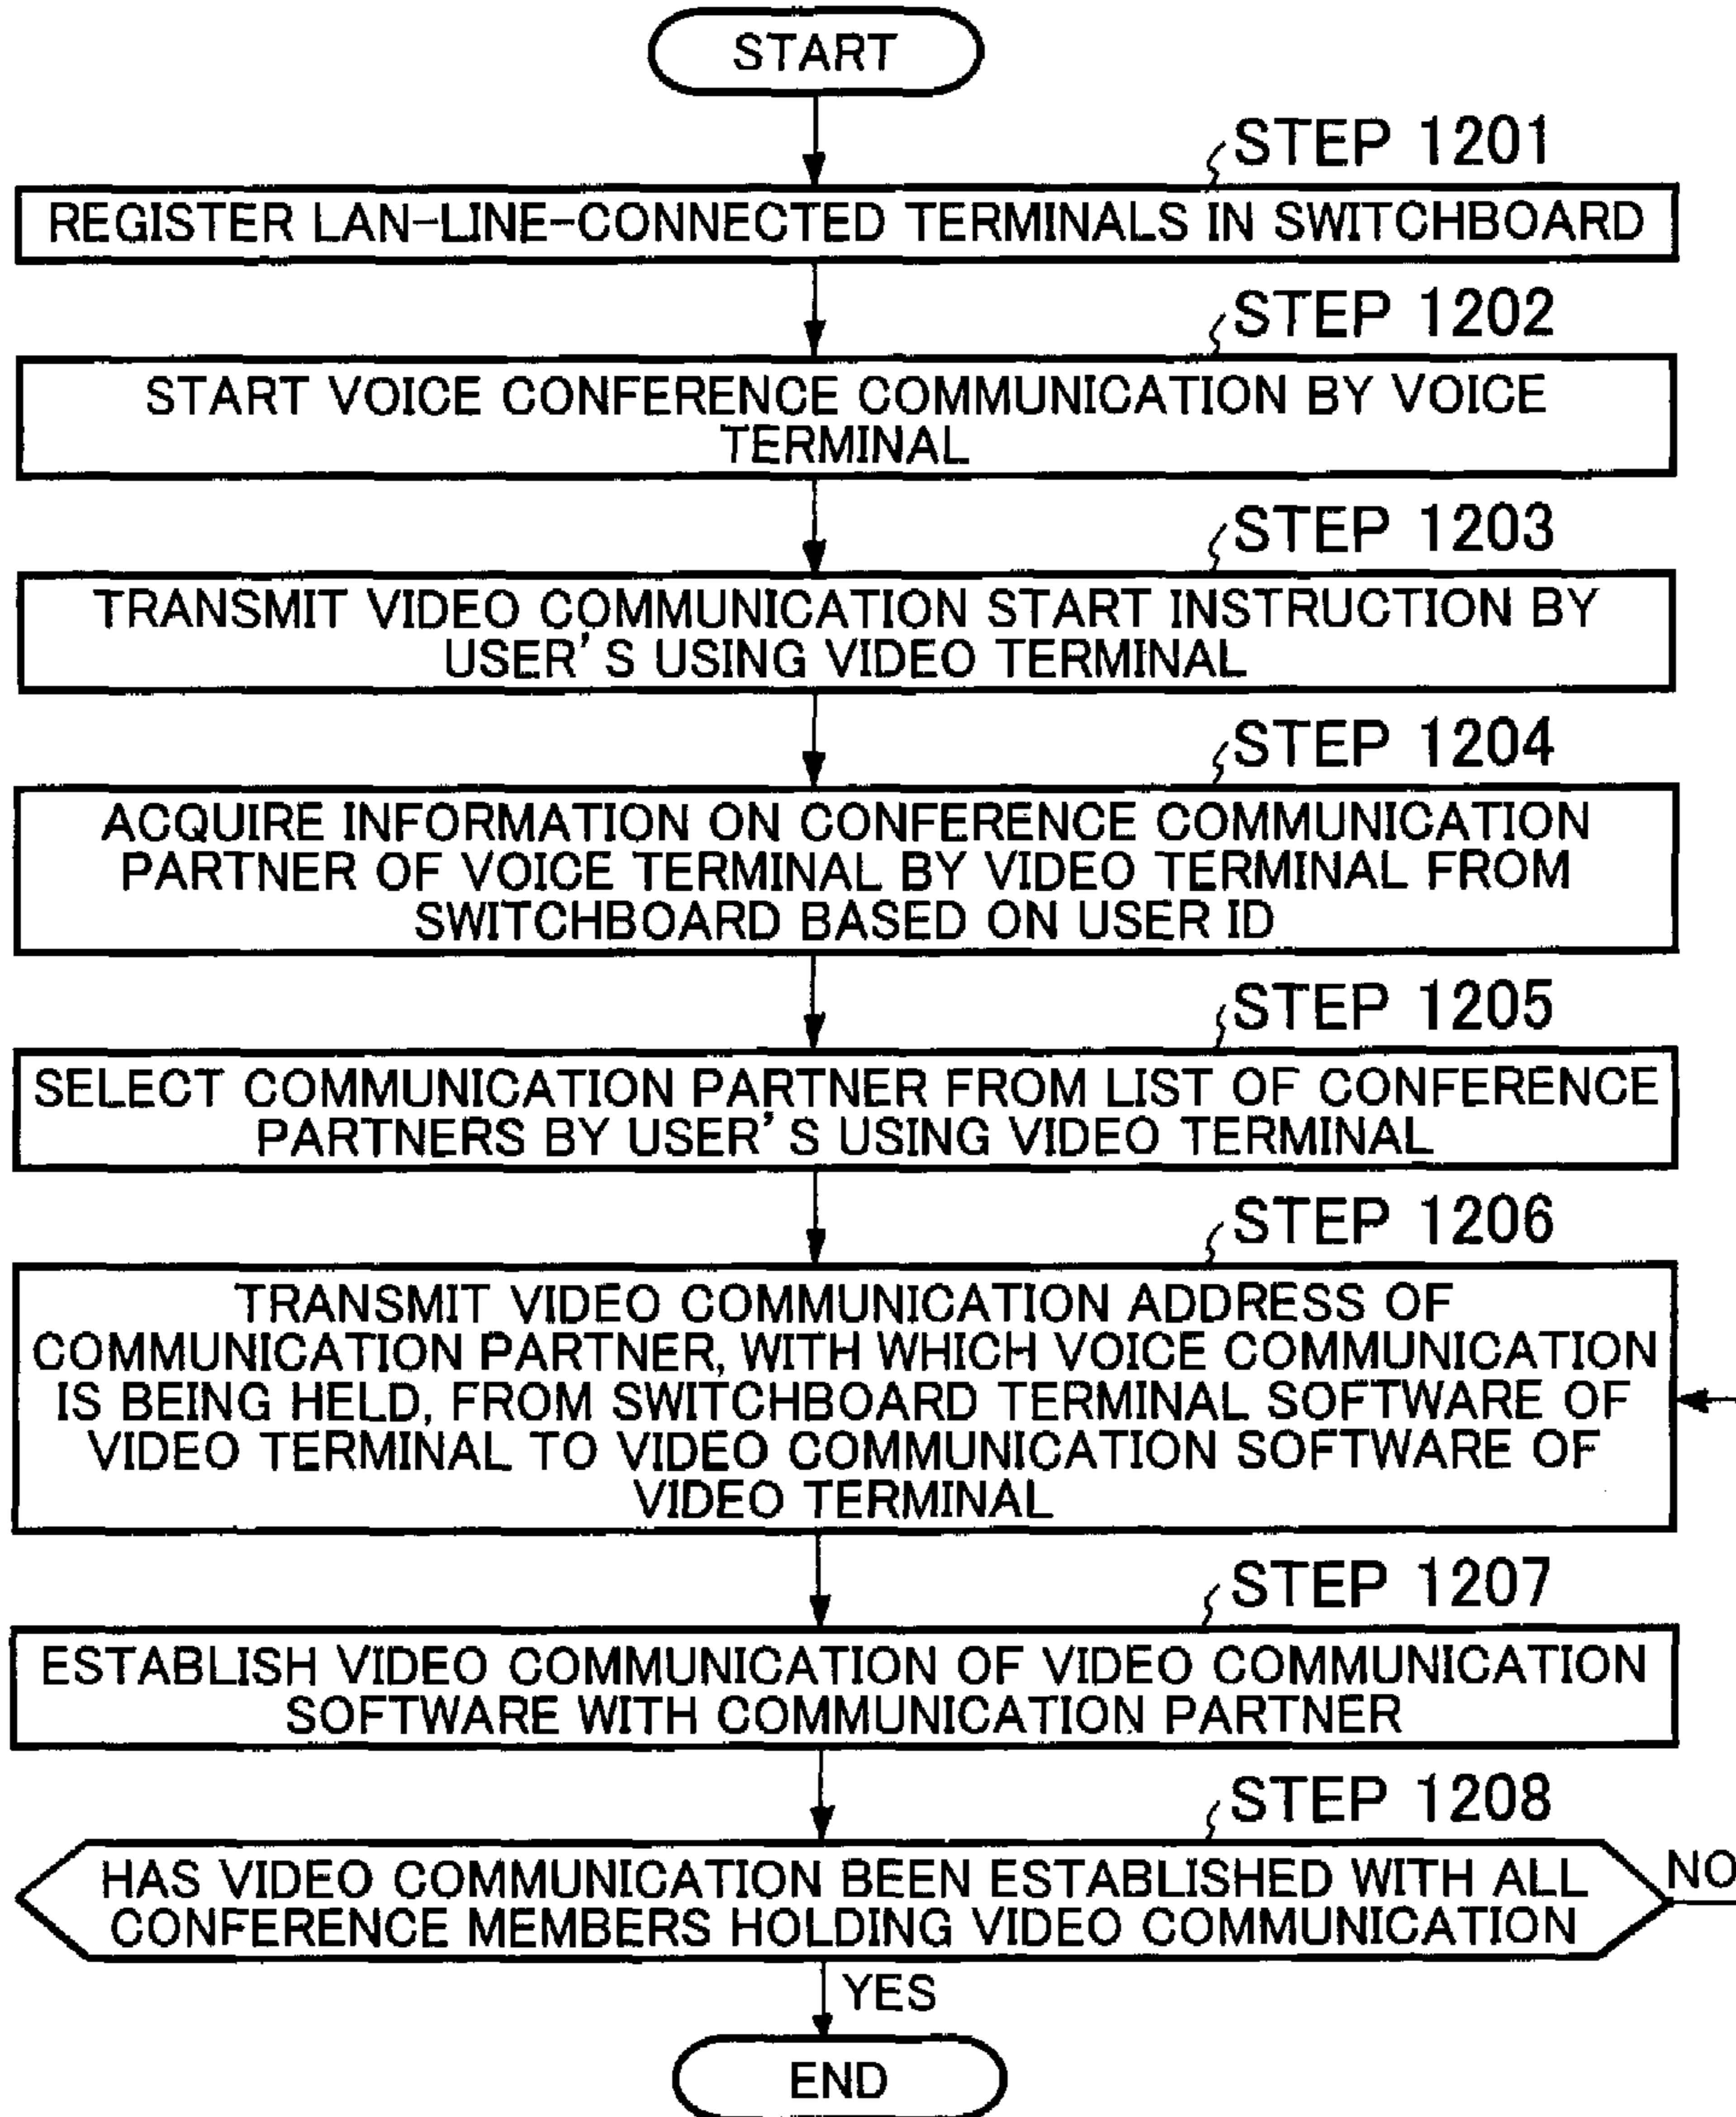 START
STEP 1201
REGISTER LAN-LINE-CONNECTED TERMINALS IN SWITCHBOARD
STEP 1202
START VOICE CONFERENCE COMMUNICATION BY VOICE
TERMINAL
STEP 1203
TRANSMIT VIDEO COMMUNICATION START INSTRUCTION BY
USER'S USING VIDEO TERMINAL
STEP 1204
ACQUIRE INFORMATION ON CONFERENCE COMMUNICATION
PARTNER OF VOICE TERMINAL BY VIDEO TERMINAL FROM
SWITCHBOARD BASED ON USER ID
STEP 1205
SELECT COMMUNICATION PARTNER FROM LIST OF CONFERENCE
PARTNERS BY USER'S USING VIDEO TERMINAL
STEP 1206
TRANSMIT VIDEO COMMUNICATION ADDRESS OF
COMMUNICATION PARTNER, WITH WHICH VOICE COMMUNICATION
IS BEING HELD, FROM SWITCHBOARD TERMINAL SOFTWARE OF
VIDEO TERMINAL TO VIDEO COMMUNICATION SOFTWARE OF
VIDEO TERMINAL
STEP 1207
ESTABLISH VIDEO COMMUNICATION OF VIDEO COMMUNICATION
SOFTWARE WITH COMMUNICATION PARTNER
STEP 1208
HAS VIDEO COMMUNICATION BEEN ESTABLISHED WITH ALL
CONFERENCE MEMBERS HOLDING VIDEO COMMUNICATION
NO
YES
END